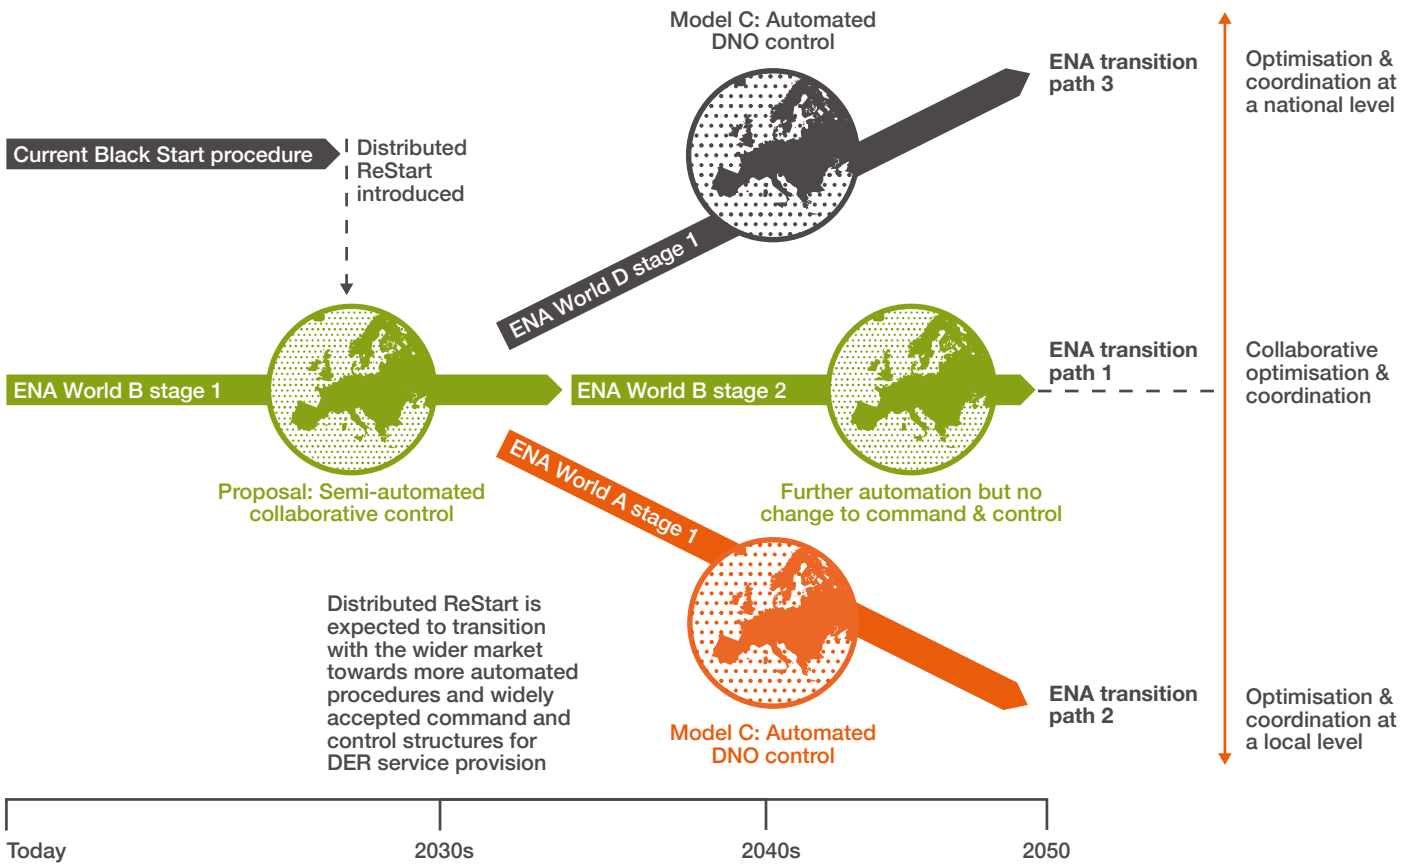 Model C: Automated
DNO control
ENA transition
path 3
Optimisation &
coordination at
a national level
Current Black Start procedure
Distributed
ReStart
introduced
ENA World D stage 1
ENA World B stage 1
ENA World B stage 2
ENA transition
path 1
Collaborative
optimisation &
coordination
Proposal: Semi-automated
collaborative control
Further automation but no
change to command & control
ENA World A stage 1
Distributed ReStart is
expected to transition
with the wider market
towards more automated
procedures and widely
accepted command and
control structures for
DER service provision
Model C: Automated
DNO control
ENA transition
path 2
Optimisation &
coordination at
a local level
Today
2030s
2040s
2050